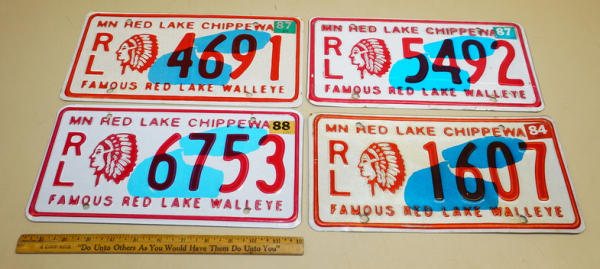 MN RED LAKE CHIPPEWA 87
RL 4691
FAMOUS RED LAKE WALLEYE
MN RED LAKE CHIPPEWA 87
RL 5492
FAMOUS RED LAKE WALLEYE
MN RED LAKE CHIPPEWA 88
RL 6753
FAMOUS RED LAKE WALLEYE
MN RED LAKE CHIPPEWA 84
RL 1607
FAMOUS RED LAKE WALLEYE
"Do Unto Others As You Would Have Them Do Unto You"